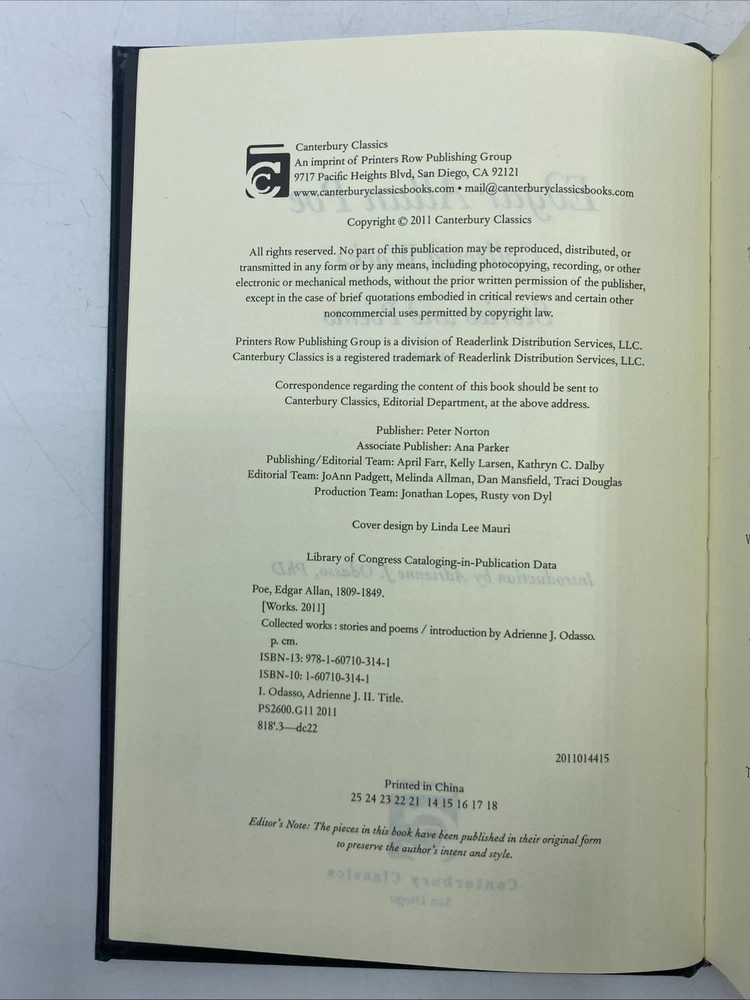 Canterbury Classics
An imprint of Printers Row Publishing Group
9717 Pacific Heights Blvd, San Diego, CA 92121
www.canterburyclassicsbooks.com • mail@canterburyclassicsbooks.com
Copyright © 2011 Canterbury Classics
All rights reserved. No part of this publication may be reproduced, distributed, or
transmitted in any form or by any means, including photocopying, recording, or other
electronic or mechanical methods, without the prior written permission of the publisher,
except in the case of brief quotations embodied in critical reviews and certain other
noncommercial uses permitted by copyright law.
Printers Row Publishing Group is a division of Readerlink Distribution Services, LLC.
Canterbury Classics is a registered trademark of Readerlink Distribution Services, LLC.
Correspondence regarding the content of this book should be sent to
Canterbury Classics, Editorial Department, at the above address.
Publisher: Peter Norton
Associate Publisher: Ana Parker
Publishing/Editorial Team: April Farr, Kelly Larsen, Kathryn C. Dalby
Editorial Team: JoAnn Padgett, Melinda Allman, Dan Mansfield, Traci Douglas
Production Team: Jonathan Lopes, Rusty von Dyl
Cover design by Linda Lee Mauri
Library of Congress Cataloging-in-Publication Data
Poe, Edgar Allan, 1809-1849.
[Works. 2011]
Collected works : stories and poems / introduction by Adrienne J. Odasso.
p. cm.
ISBN-13: 978-1-60710-314-1
ISBN-10: 1-60710-314-1
I. Odasso, Adrienne J. II. Title.
PS2600.G11 2011
818'.3—dc22
2011014415
Printed in China
25 24 23 22 21 14 15 16 17 18
Editor's Note: The pieces in this book have been published in their original form
to preserve the author's intent and style.